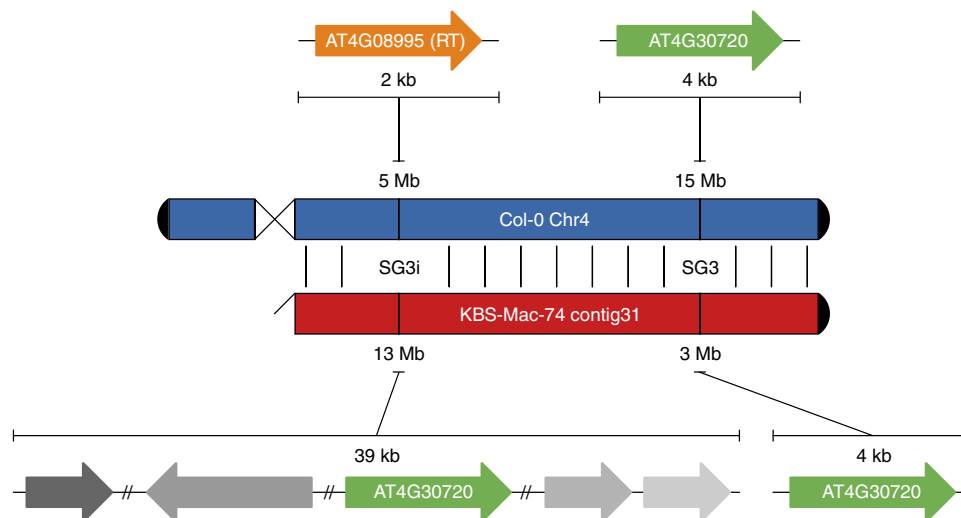 AT4G08995 (RT)
AT4G30720
2 kb
4 kb
5 Mb
15 Mb
Col-0 Chr4
SG3i
SG3
KBS-Mac-74 contig31
13 Mb
3 Mb
39 kb
4 kb
AT4G30720
AT4G30720